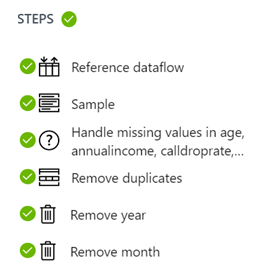 STEPS
Reference dataflow
Sample
Handle missing values in age,
annualincome, calldroprate,...
Remove duplicates
Remove year
Remove month